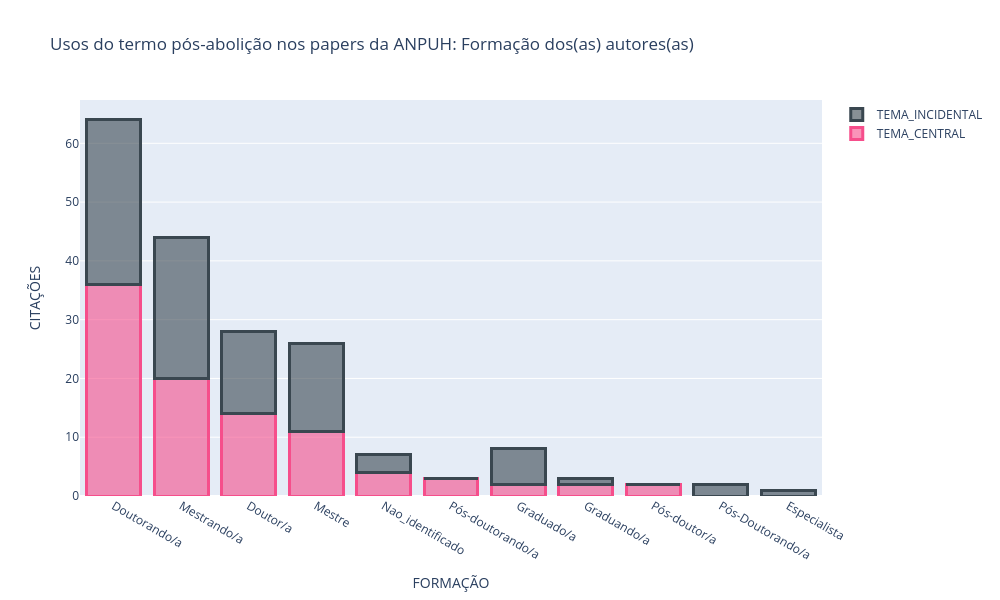 Usos do termo pós-abolição nos papers da ANPUH: Formação dos(as) autores(as)
TEMA_INCIDENTAL
TEMA_CENTRAL
CITAÇÕES
60
50
40
30
20
10
0
Doutorando/a
Mestrando/a
Doutor/a
Mestre
Nao_identificado
Pós-doutorando/a
Graduado/a
Graduando/a
Pós-doutor/a
Pós-Doutorando/a
Especialista
FORMAÇÃO